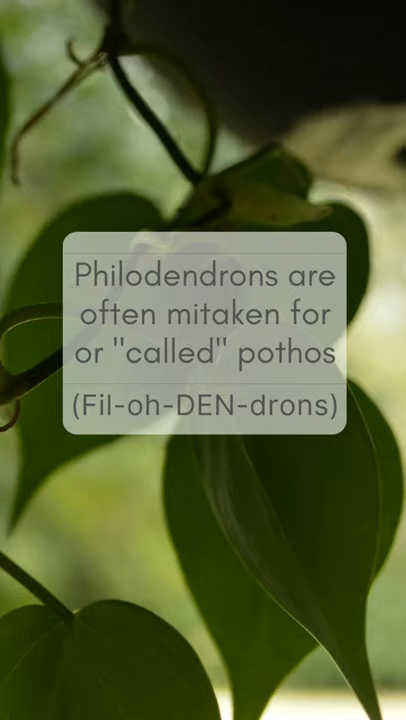 Philodendrons are
often mitaken for
or "called" pothos
(Fil-oh-DEN-drons)